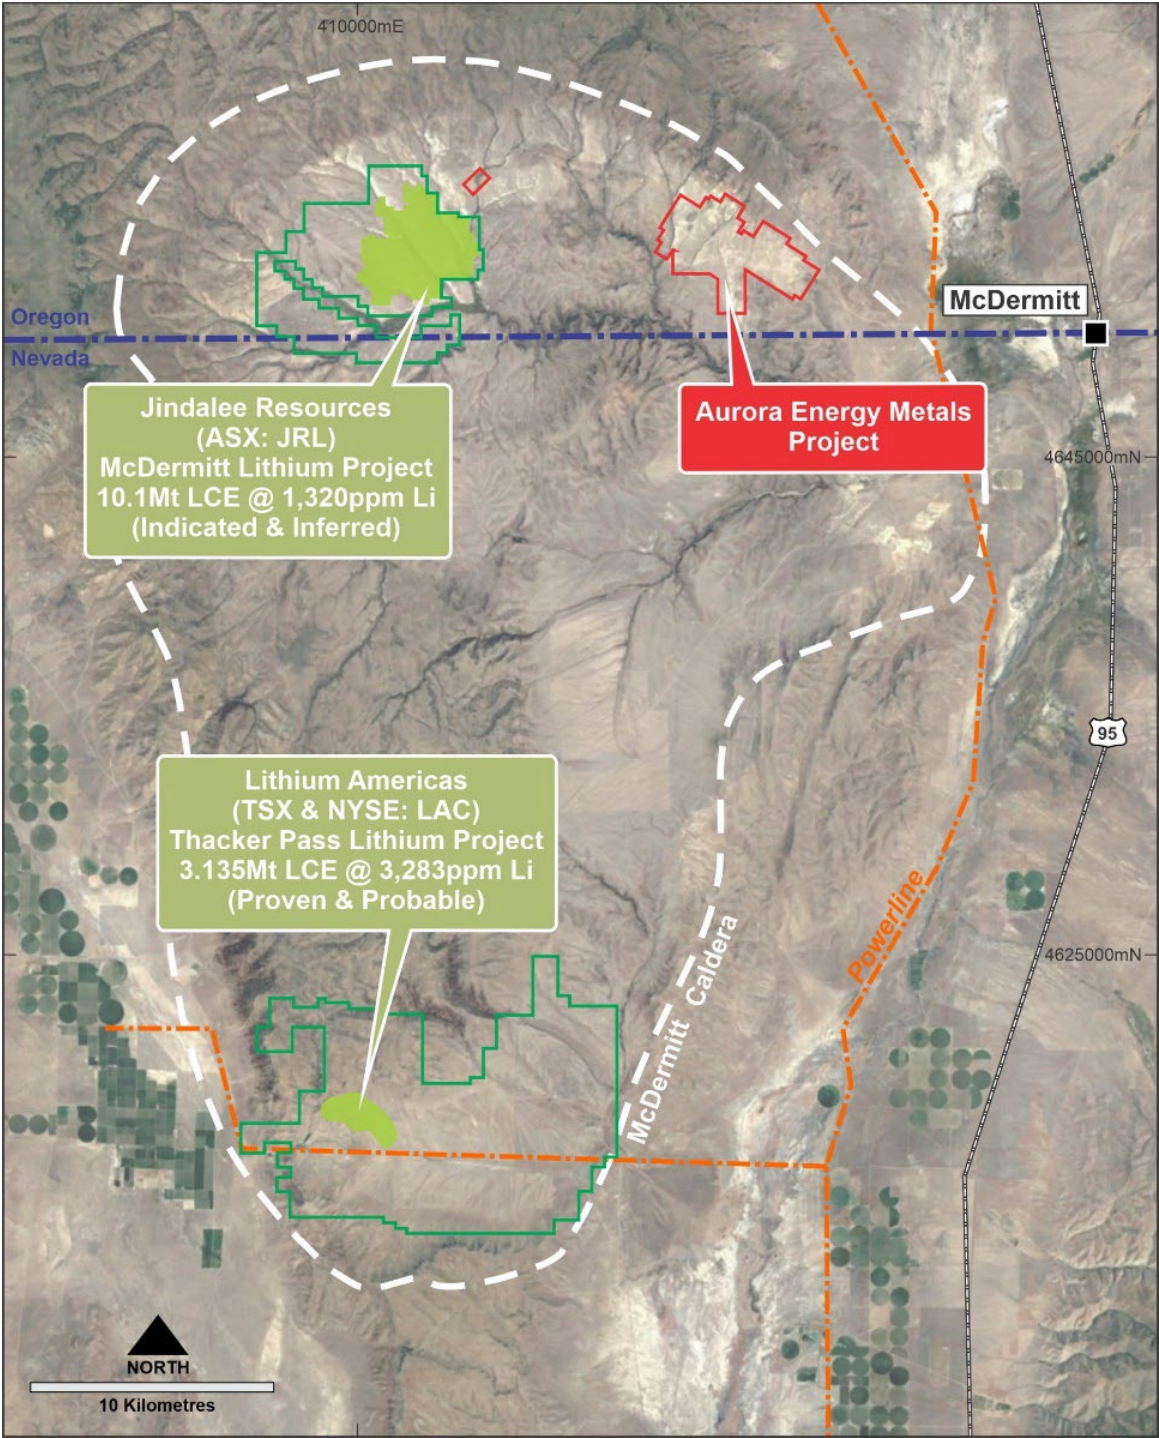 410000mE
Oregon
Nevada
McDermitt
Jindalee Resources
(ASX: JRL)
McDermitt Lithium Project
10.1Mt LCE @ 1,320ppm Li
(Indicated & Inferred)
Aurora Energy Metals
Project
4645000mN
95
Lithium Americas
(TSX & NYSE: LAC)
Thacker Pass Lithium Project
3.135Mt LCE @ 3,283ppm Li
(Proven & Probable)
Powerline
4625000mN
McDermitt Caldera
NORTH
10 Kilometres